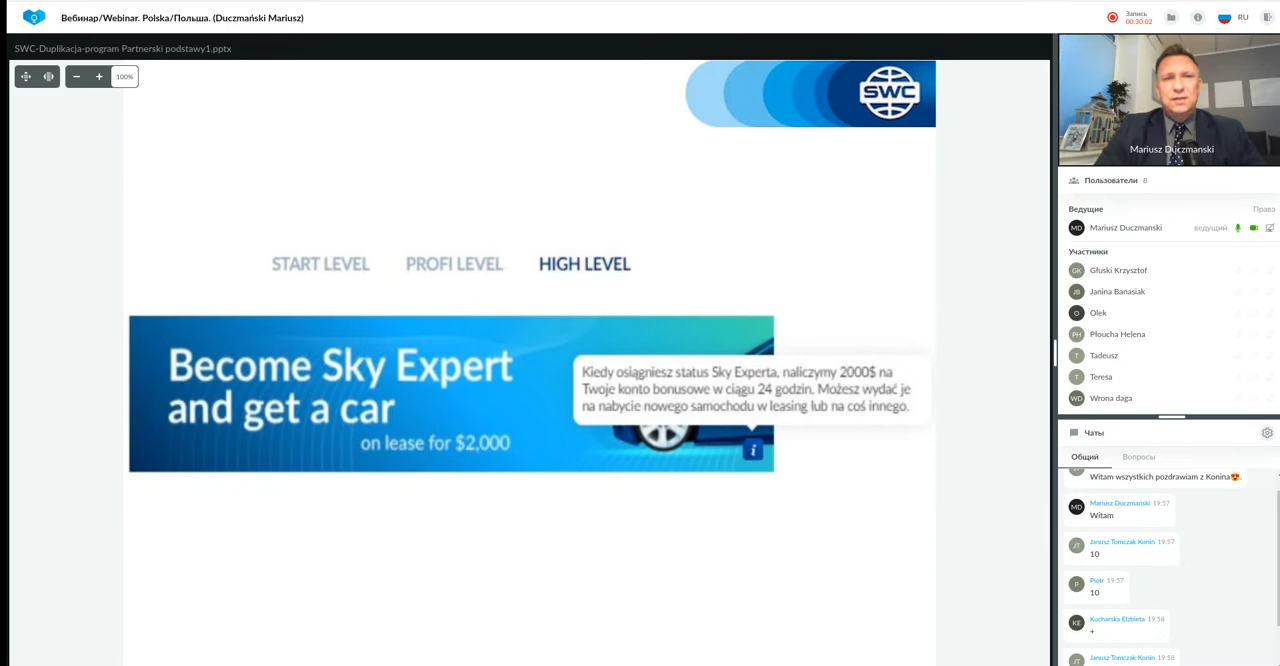 Вебинар/Webinar. Polska/Польша. (Duczmański Mariusz)
Запись
00:30:02
RU
SWC-Duplikacja-program Partnerski podstawy1.pptx
100%
SWC
START LEVEL PROFI LEVEL HIGH LEVEL
Become Sky Expert
and get a car
on lease for $2,000
Kiedy osiągniesz status Sky Experta, naliczymy 2000$ na
Twoje konto bonusowe w ciągu 24 godzin. Możesz wydać je
na nabycie nowego samochodu w leasing lub na coś innego.
i
Mariusz Duczmanski
Пользователи 8
Ведущие Права
MD Mariusz Duczmanski ведущий
Участники
GK Głuski Krzysztof
JB Janina Banasiak
O Olek
PH Płoucha Helena
T Tadeusz
T Teresa
WD Wrona daga
Чаты
Общий Вопросы
Witam wszystkich pozdrawiam z Konina😍.
MD Mariusz Duczmanski 19:57
Witam
JT Janusz Tomczak Konin 19:57
10
P Piotr 19:57
10
KE Kucharska Elzbieta 19:58
+
JT Janusz Tomczak Konin 19:58